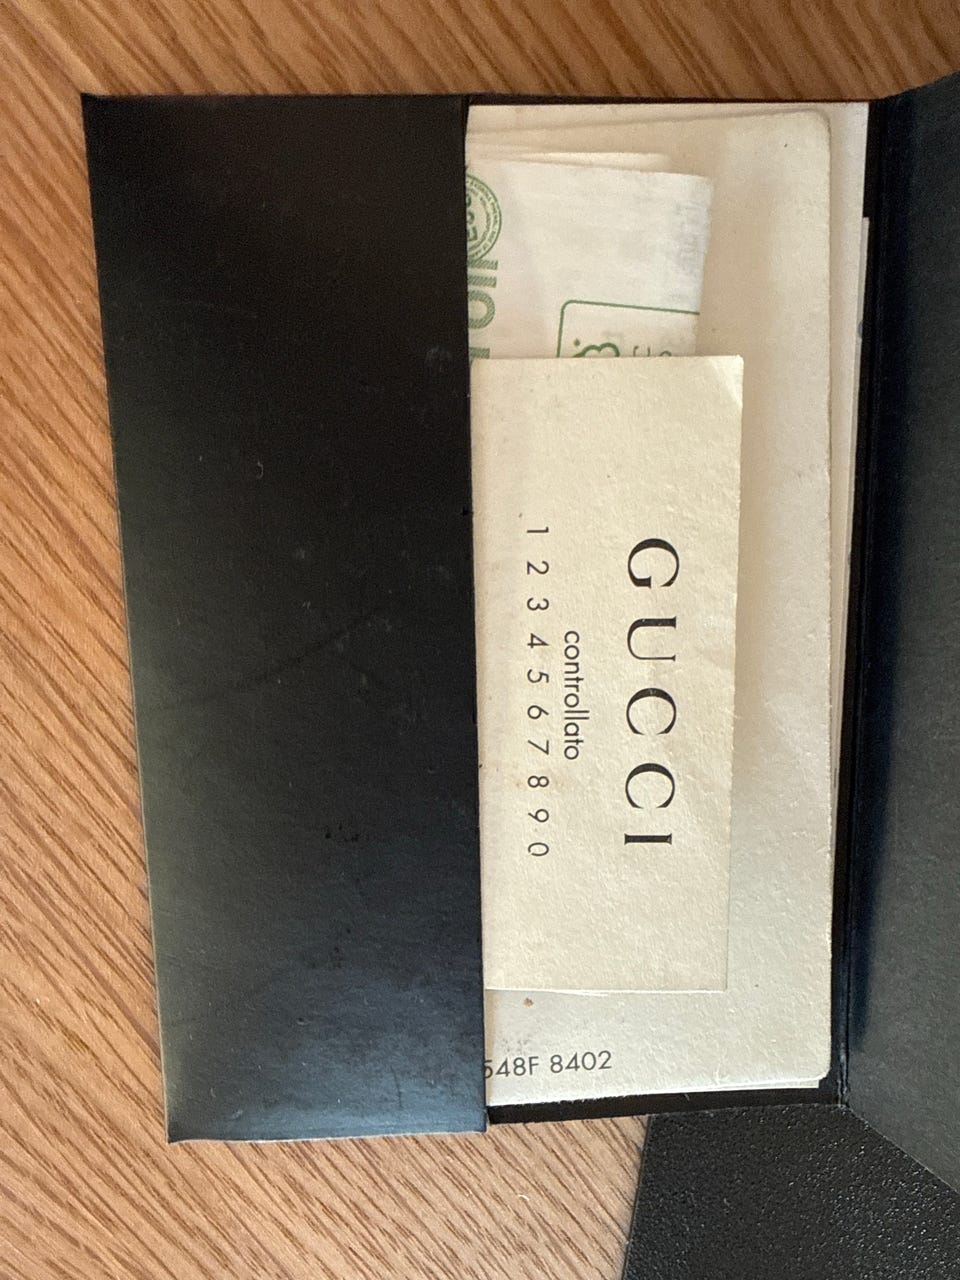 GUCCI
controllato
1 2 3 4 5 6 7 8 9 0
548F 8402